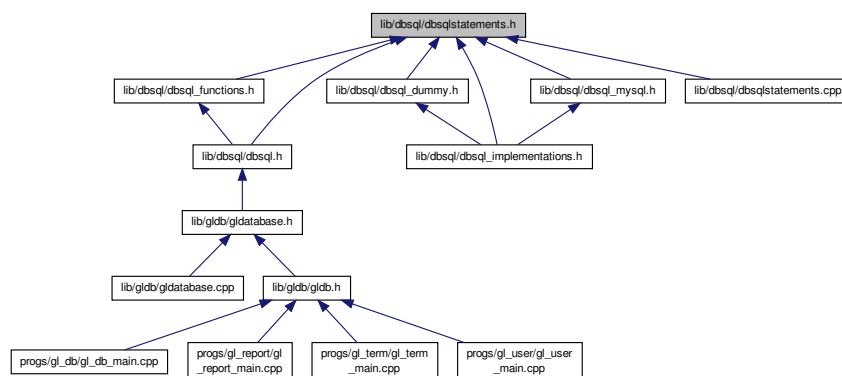 lib/dbsql/dbsqlstatements.h
lib/dbsql/dbsql_functions.h
lib/dbsql/dbsql_dummy.h
lib/dbsql/dbsql_mysql.h
lib/dbsql/dbsqlstatements.cpp
lib/dbsql/dbsql.h
lib/dbsql/dbsql_implementations.h
lib/gldb/gldatabase.h
lib/gldb/gldatabase.cpp
lib/gldb/gldb.h
progs/gl_db/gl_db_main.cpp
progs/gl_report/gl
_report_main.cpp
progs/gl_term/gl_term
_main.cpp
progs/gl_user/gl_user
_main.cpp